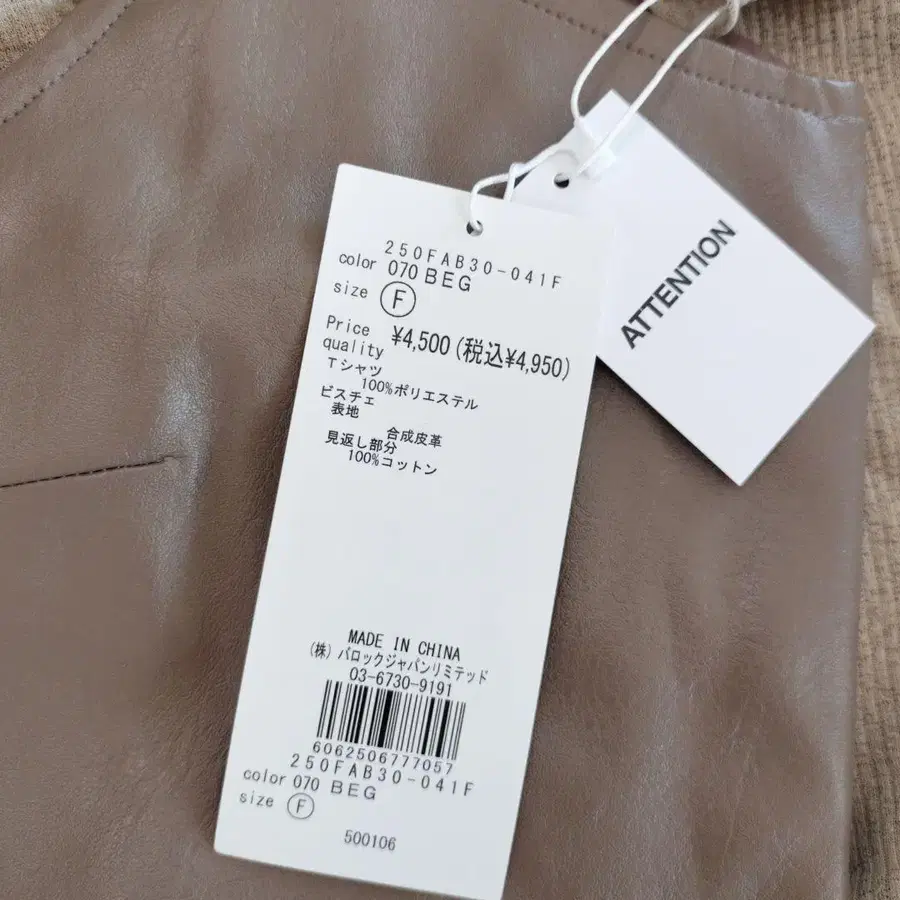 250FAB30-041F
color 070 BEG
size F
Price ¥4,500(税込¥4,950)
quality
Tシャツ
100%ポリエステル
ビスチェ
表地
合成皮革
見返し部分
100%コットン
MADE IN CHINA
(株)バロックジャパンリミテッド
03-6730-9191
6062506777057
250FAB30-041F
color 070 BEG
size F
500106
ATTENTION